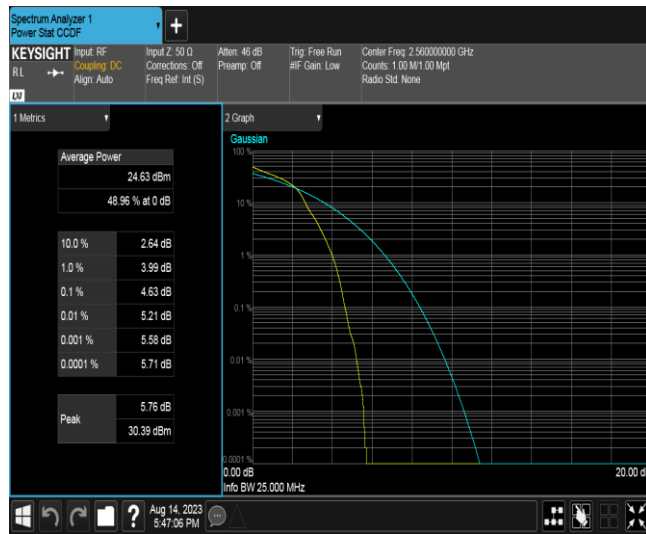 Spectrum Analyzer 1
Power Stat CCDF
KEYSIGHT
RL
LXI
Input: RF
Coupling: DC
Align: Auto
Input Z: 50 Ω
Corrections: Off
Freq Ref: Int (S)
Atten: 46 dB
Preamp: Off
Trig: Free Run
#IF Gain: Low
Center Freq: 2.560000000 GHz
Counts: 1.00 M/1.00 Mpt
Radio Std: None
1 Metrics
Average Power
24.63 dBm
48.96 % at 0 dB
10.0 % 2.64 dB
1.0 % 3.99 dB
0.1 % 4.63 dB
0.01 % 5.21 dB
0.001 % 5.58 dB
0.0001 % 5.71 dB
Peak
5.76 dB
30.39 dBm
2 Graph
Gaussian
100 %
10 %
1 %
0.1 %
0.01 %
0.001 %
0.0001 %
0.00 dB
20.00 d
Info BW 25.000 MHz
?
Aug 14, 2023
5:47:06 PM